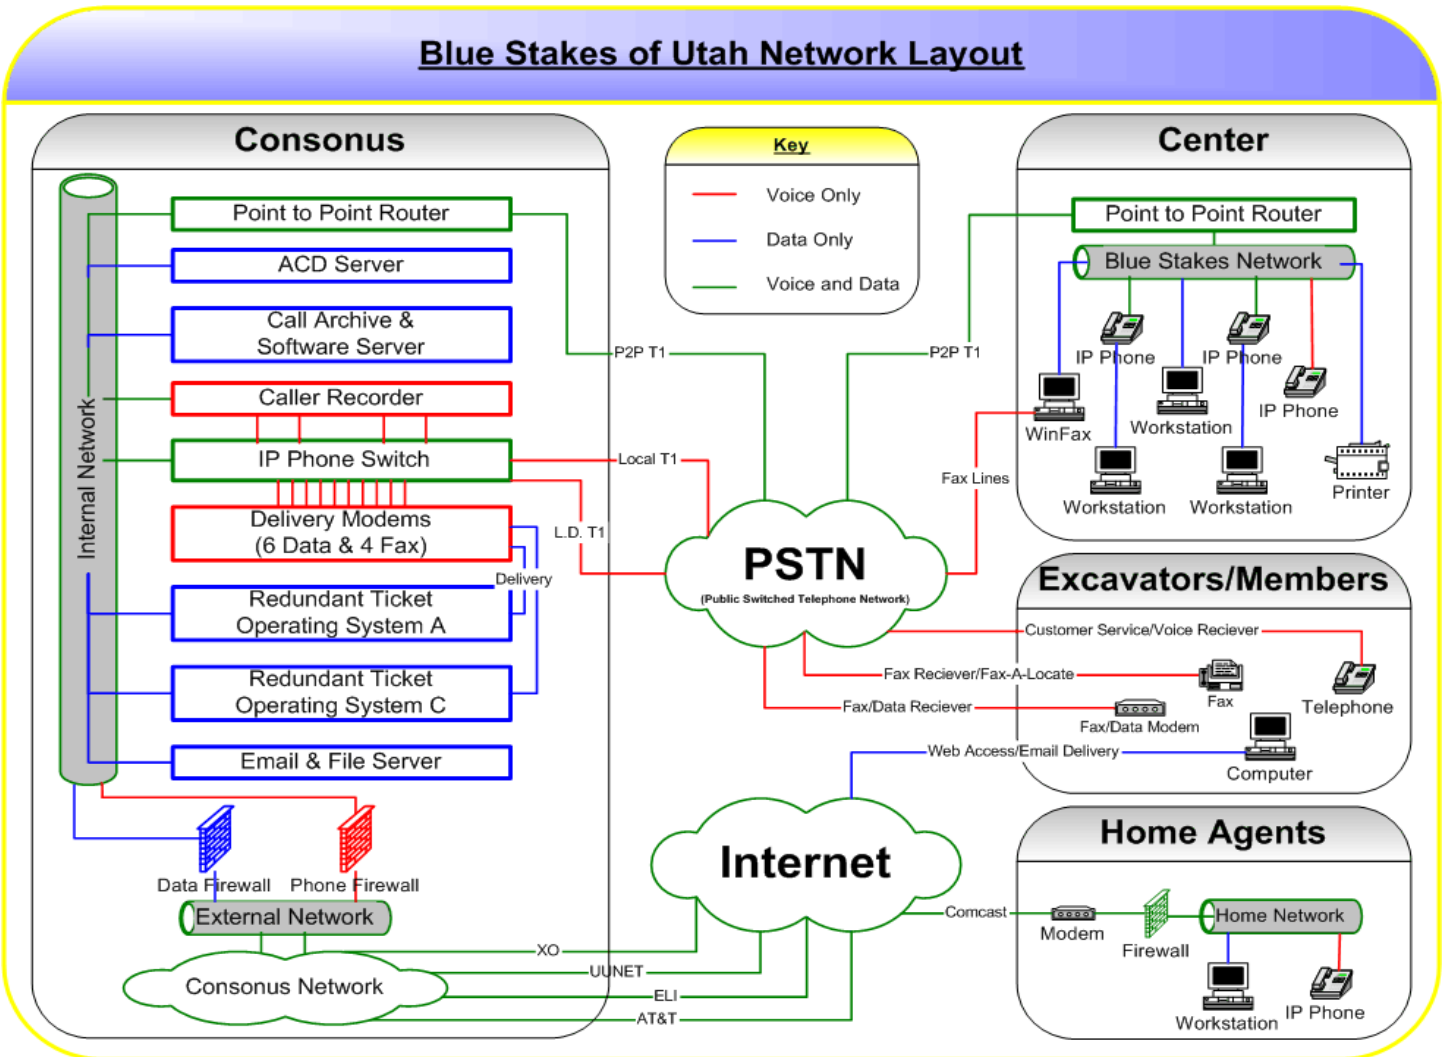 Blue Stakes of Utah Network Layout
Consonus
Internal Network
Point to Point Router
ACD Server
Call Archive &
Software Server
Caller Recorder
IP Phone Switch
Delivery Modems
(6 Data & 4 Fax)
Delivery
Redundant Ticket
Operating System A
Redundant Ticket
Operating System C
Email & File Server
Data Firewall
Phone Firewall
External Network
Consonus Network
Key
Voice Only
Data Only
Voice and Data
P2P T1
P2P T1
Local T1
L.D. T1
Fax Lines
PSTN
(Public Switched Telephone Network)
Internet
XO
UUNET
ELI
AT&T
Center
Point to Point Router
Blue Stakes Network
IP Phone
IP Phone
IP Phone
WinFax
Workstation
Workstation
Workstation
Printer
Excavators/Members
Customer Service/Voice Reciever
Fax Reciever/Fax-A-Locate
Fax
Telephone
Fax/Data Reciever
Fax/Data Modem
Web Access/Email Delivery
Computer
Home Agents
Comcast
Modem
Firewall
Home Network
Workstation
IP Phone